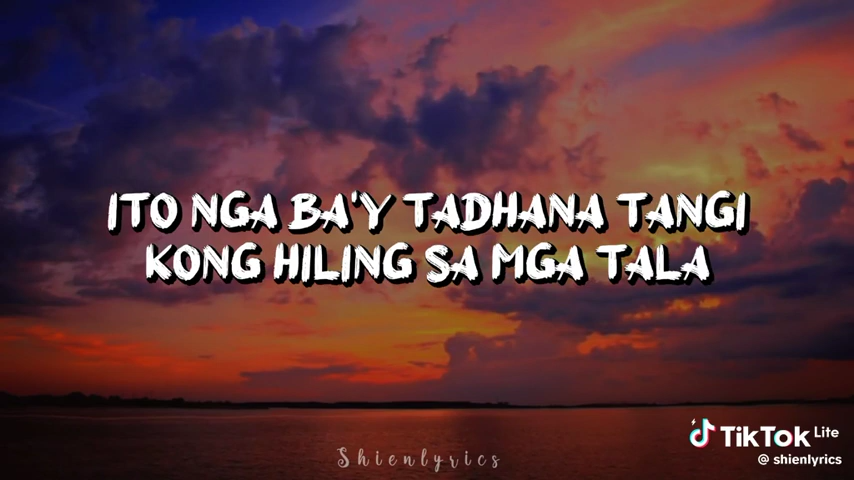 ITO NGA BA'Y TADHANA TANGI
KONG HILING SA MGA TALA
TikTok Lite
@ shienlyrics
Shienlyrics